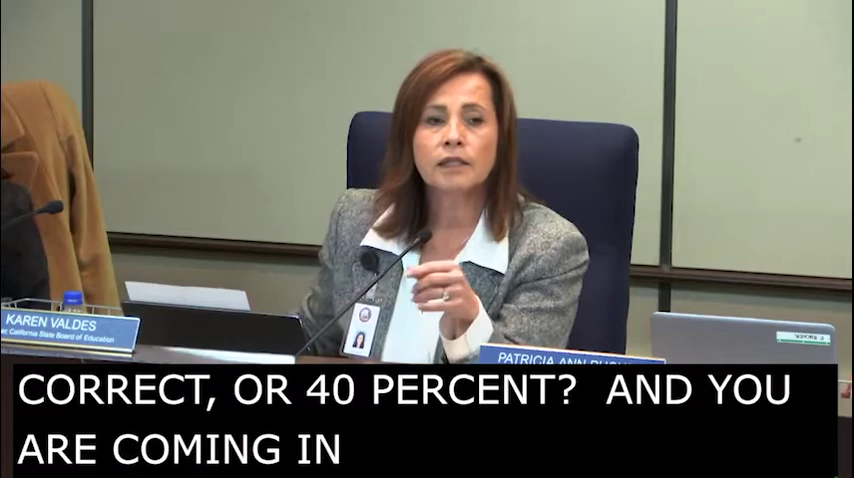 KAREN VALDES
California State Board of Education
PATRICIA ANN
CORRECT, OR 40 PERCENT? AND YOU
ARE COMING IN